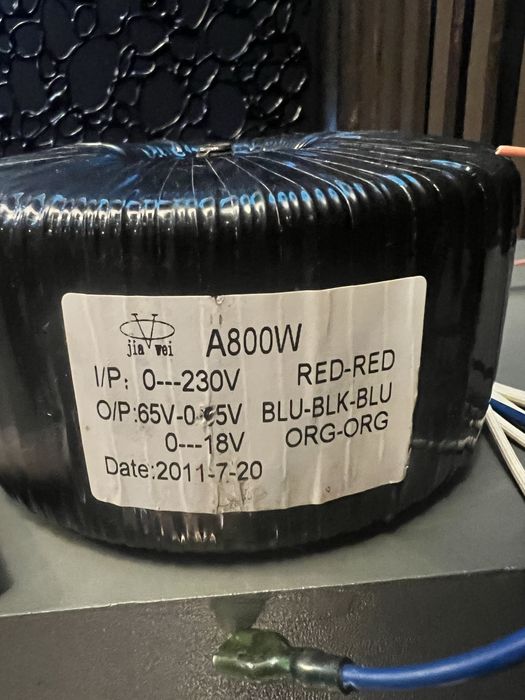 jia wei
A800W
I/P: 0---230V RED-RED
O/P:65V-0-65V BLU-BLK-BLU
0---18V ORG-ORG
Date:2011-7-20